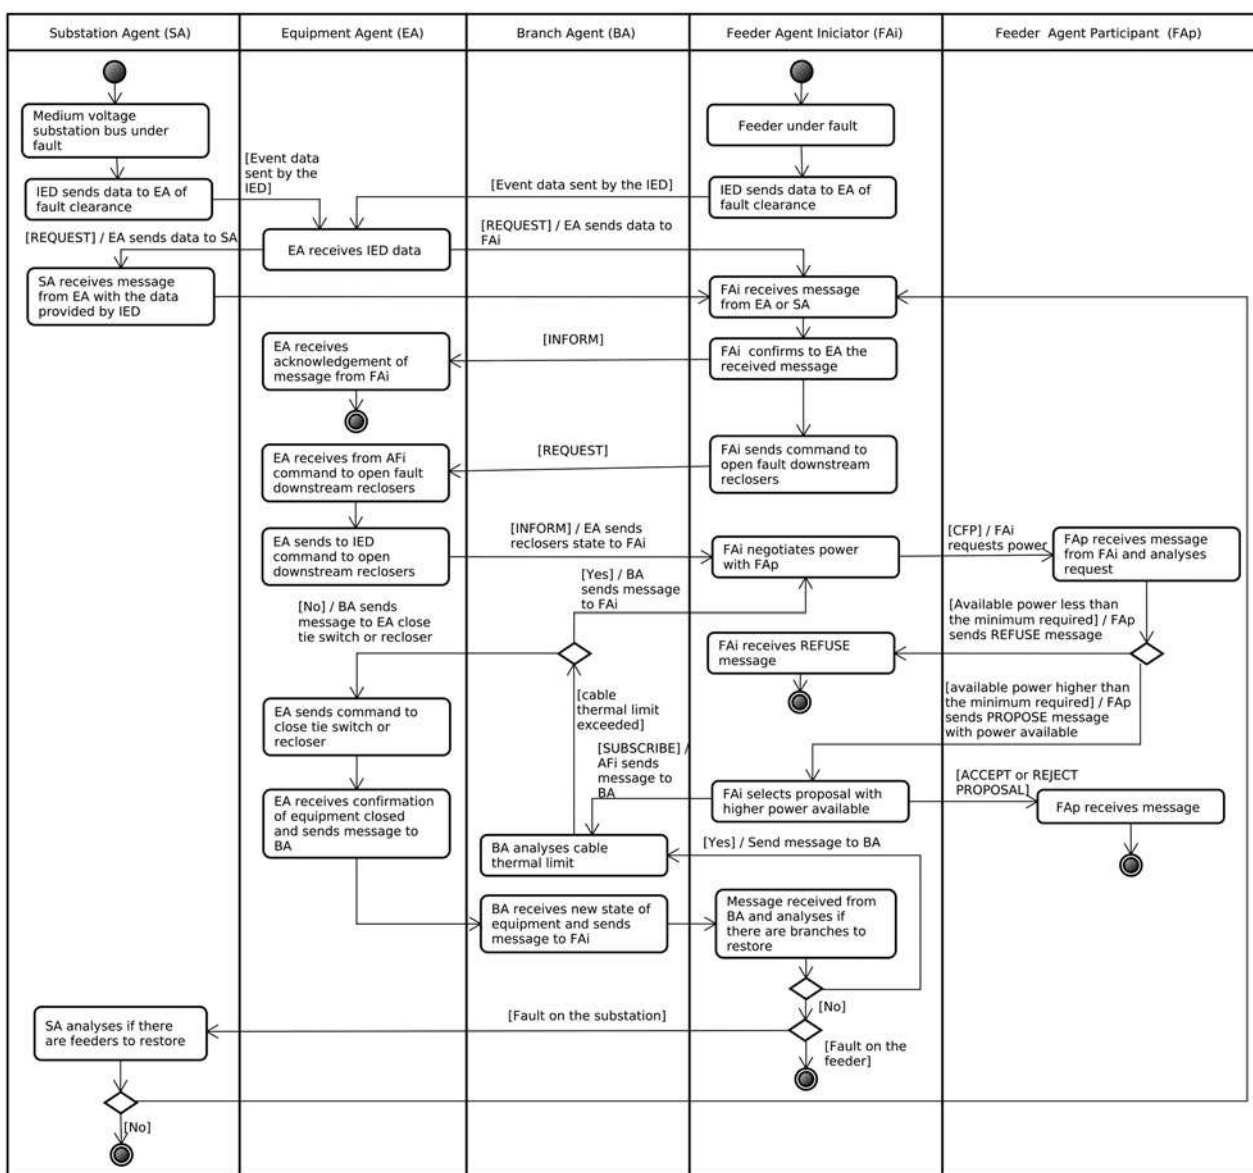 Substation Agent (SA)
Equipment Agent (EA)
Branch Agent (BA)
Feeder Agent Iniciator (FAi)
Feeder Agent Participant (FAp)
Medium voltage
substation bus under
fault
Feeder under fault
[Event data
sent by the
IED]
IED sends data to EA of
fault clearance
[Event data sent by the IED]
IED sends data to EA of
fault clearance
[REQUEST] / EA sends data to SA
EA receives IED data
[REQUEST] / EA sends data to
FAi
SA receives message
from EA with the data
provided by IED
FAi receives message
from EA or SA
EA receives
acknowledgement of
message from FAi
[INFORM]
FAi confirms to EA the
received message
EA receives from AFi
command to open fault
downstream reclosers
[REQUEST]
FAi sends command to
open fault downstream
reclosers
EA sends to IED
command to open
downstream reclosers
[INFORM] / EA sends
reclosers state to FAi
FAi negotiates power
with FAp
[CFP] / FAi
requests power
FAp receives message
from FAi and analyses
request
[Yes] / BA
sends message
to FAi
[No] / BA sends
message to EA close
tie switch or recloser
[Available power less than
the minimum required] / FAp
sends REFUSE message
FAi receives REFUSE
message
[available power higher than
the minimum required] / FAp
sends PROPOSE message
with power available
EA sends command to
close tie switch or
recloser
[cable
thermal limit
exceeded]
[SUBSCRIBE] /
AFi sends
message to
BA
FAi selects proposal with
higher power available
[ACCEPT or REJECT
PROPOSAL]
FAp receives message
EA receives confirmation
of equipment closed
and sends message to
BA
BA analyses cable
thermal limit
[Yes] / Send message to BA
BA receives new state of
equipment and sends
message to FAi
Message received from
BA and analyses if
there are branches to
restore
[No]
SA analyses if there
are feeders to restore
[Fault on the substation]
[Fault on the
feeder]
[No]